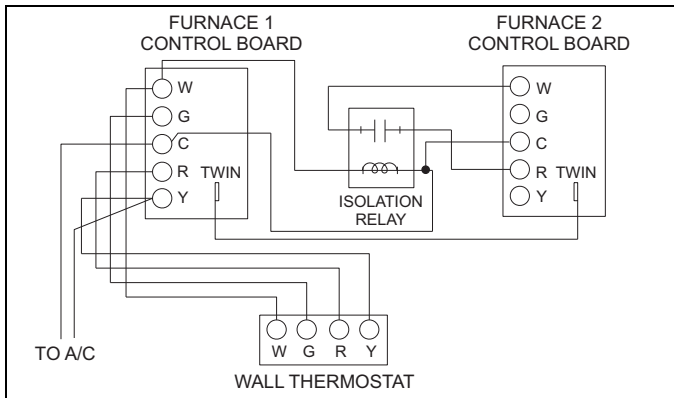 FURNACE 1
CONTROL BOARD
W
G
C
R
TWIN
Y
FURNACE 2
CONTROL BOARD
W
G
C
R
TWIN
Y
ISOLATION
RELAY
TO A/C
W G R Y
WALL THERMOSTAT